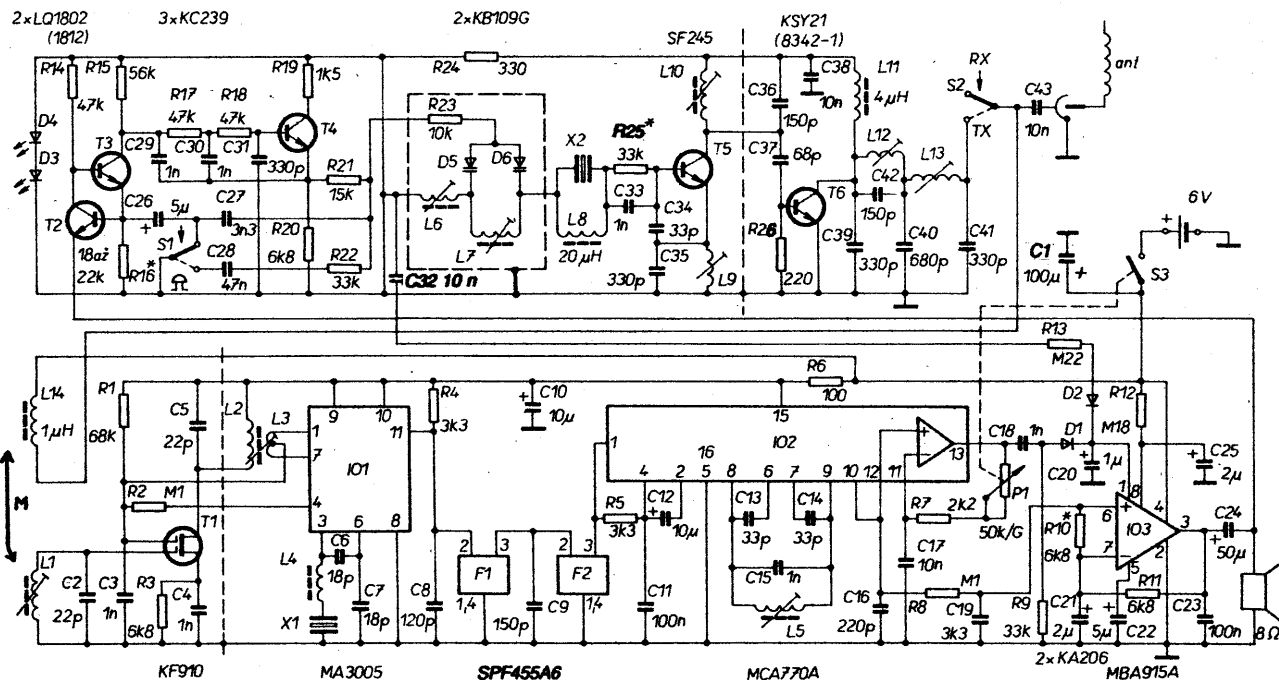 2×LQ1802 3×KC239 2×KB109G KSY21
(1812) SF245 (8342-1)
R14 R15 56k R19 1k5 R24 330 L10 C38 L11 RX ant
47k R17 R18 10n 4µH S2 C43
47k 47k R23 10k C36 150p 10n
D4 D3 T3 C29 C30 C31 T4 X2 R25* T5 C37 L12 TX
1n 1n 330p R21 15k D5 D6 33k 68p L13
C33 T6 C42 6V
T2 C26 5µ C27 3n3 R20 L6 1n C34 33p 150p
18až 22k R16* S1 C28 47n 6k8 R22 33k L7 L8 20µH C35 330p L9 R26 220 C39 330p C40 680p C41 330p C1 100µ + S3
C32 10n
R13
M22
L14 1µH R1 68k C5 22p L2 L3 R4 3k3 C10 10µ R6 100 D2 R12
9 10 11 15
1 7 IO1 1 16 IO2 13 C18 1n D1 M18
M R2 M1 4 4 2 5 8 6 7 9 10 12 C20 1µ C25 2µ
3 6 8 P1 50k/G
L1 T1 L4 C6 18p R5 3k3 C12 10µ C13 33p C14 33p R7 2k2 R10* 6k8 1 8 4 6 IO3 3 7 2 5 C24 50µ
2 3 2 3
F1 F2
1,4 1,4
C2 22p C3 1n R3 6k8 C4 1n X1 C7 18p C8 120p C9 150p C11 100n C15 1n L5 C16 220p C17 10n R8 M1 C19 3k3 R9 33k C21 2µ R11 6k8 5µ C22 C23 100n 8Ω
2×KA206
KF910 MA3005 SPF455A6 MCA770A MBA915A